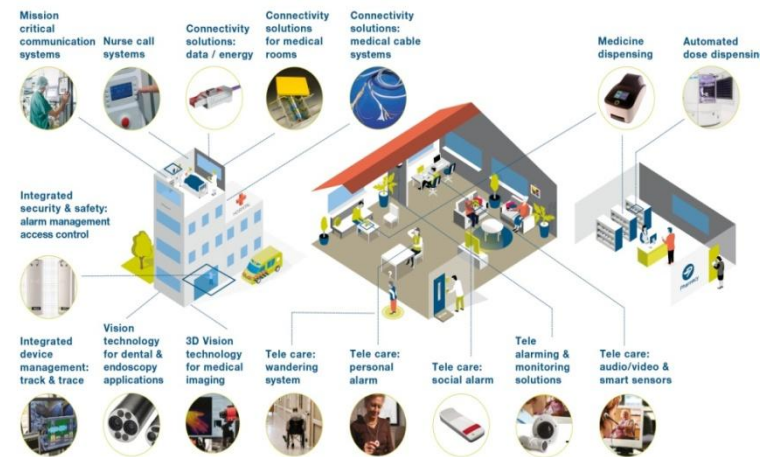 Mission
critical
communication
systems
Nurse call
systems
Connectivity
solutions:
data / energy
Connectivity
solutions
for medical
rooms
Connectivity
solutions:
medical cable
systems
Medicine
dispensing
Automated
dose dispensin
Integrated
security & safety:
alarm management
access control
Pharmacy
Integrated
device
management:
track & trace
Vision
technology
for dental &
endoscopy
applications
3D Vision
technology
for medical
imaging
Tele care:
wandering
system
Tele care:
personal
alarm
Tele care:
social alarm
Tele
alarming &
monitoring
solutions
Tele care:
audio/video &
smart sensors